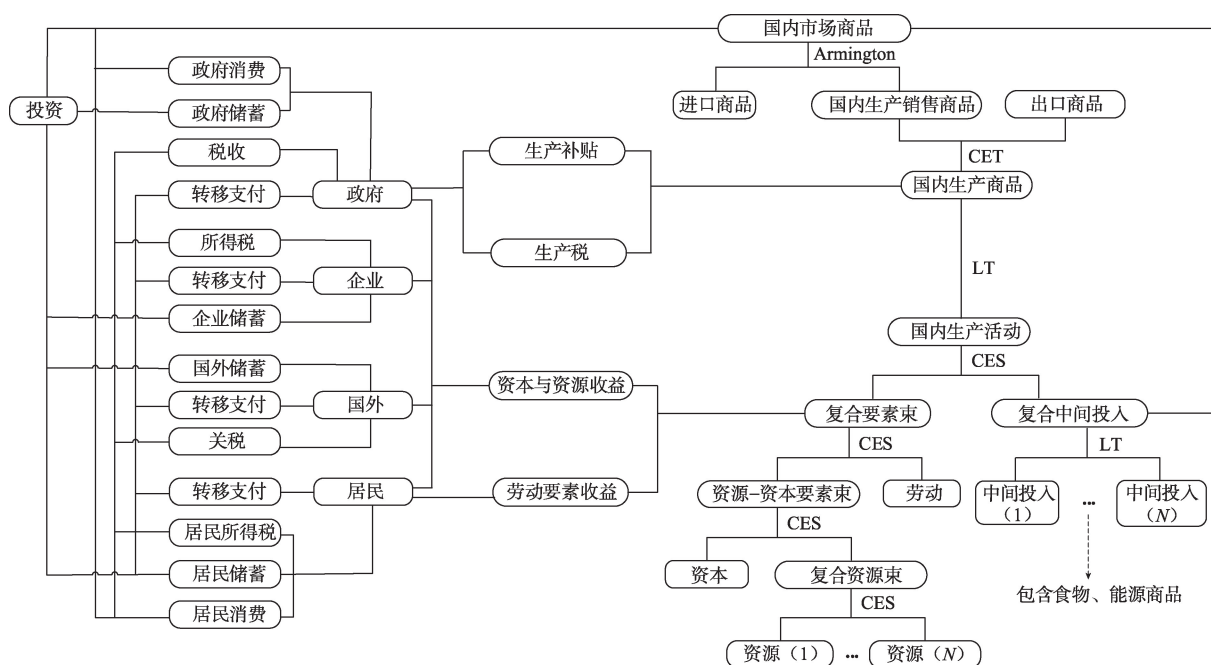 国内市场商品
Armington
政府消费
投资
政府储蓄
进口商品
国内生产销售商品
出口商品
税收
生产补贴
CET
转移支付
政府
国内生产商品
所得税
生产税
转移支付
企业
LT
企业储蓄
国内生产活动
CES
国外储蓄
资本与资源收益
转移支付
国外
复合要素束
复合中间投入
关税
CES
LT
转移支付
居民
劳动要素收益
资源-资本要素束
劳动
中间投入
（1）
...
中间投入
（N）
居民所得税
CES
居民储蓄
资本
复合资源束
包含食物、能源商品
居民消费
CES
资源（1）
...
资源（N）